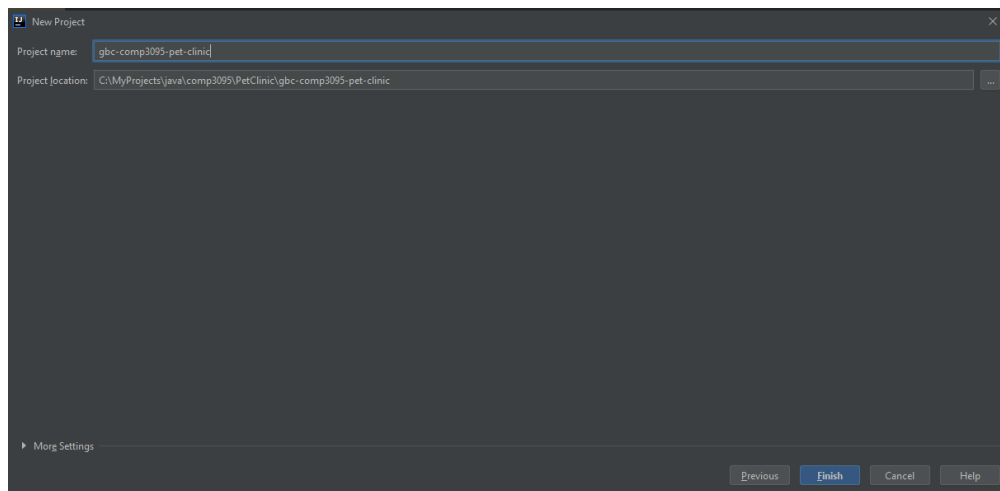 New Project
Project name: gbc-comp3095-pet-clinic
Project location: C:\MyProjects\java\comp3095\PetClinic\gbc-comp3095-pet-clinic ...
More Settings
Previous Finish Cancel Help